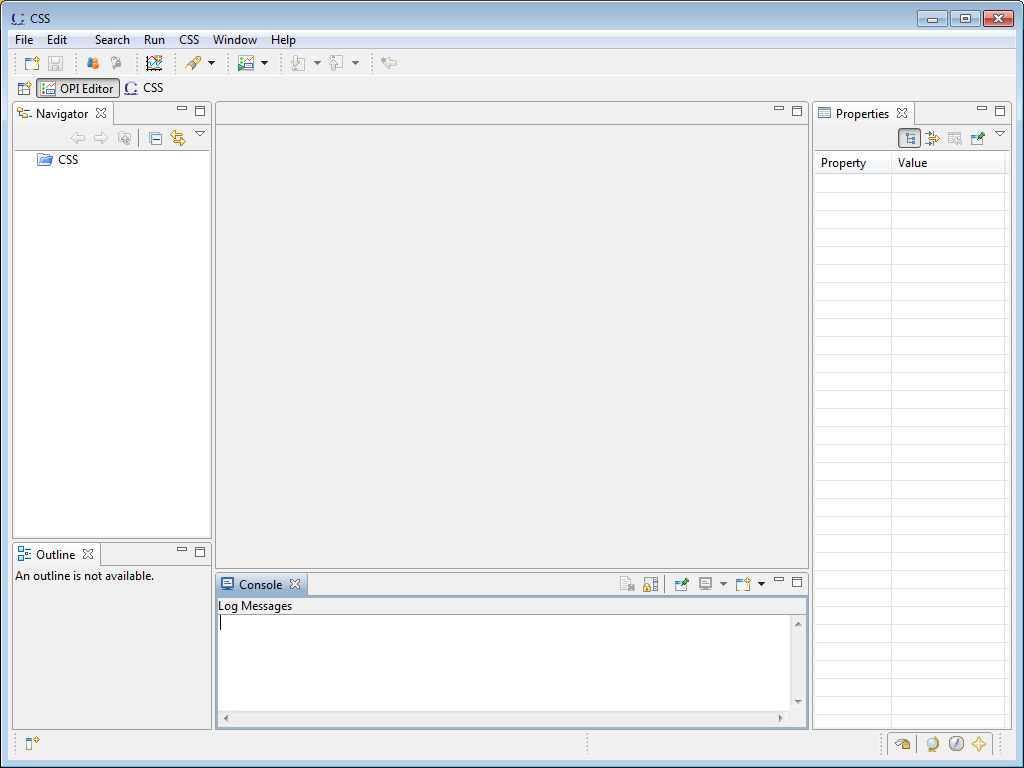 CSS
File Edit Search Run CSS Window Help
OPI Editor CSS
Navigator
Properties
CSS
Property Value
Outline
An outline is not available.
Console
Log Messages